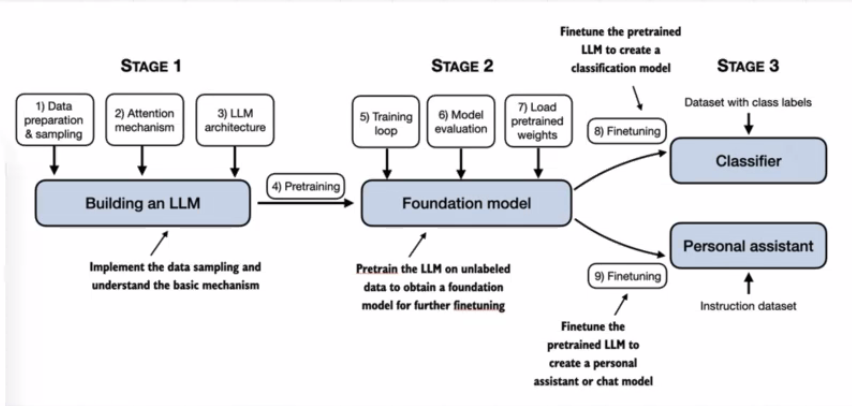 STAGE 1
1) Data
preparation
& sampling
2) Attention
mechanism
3) LLM
architecture
Building an LLM
Implement the data sampling and
understand the basic mechanism
4) Pretraining
STAGE 2
5) Training
loop
6) Model
evaluation
7) Load
pretrained
weights
Foundation model
Pretrain the LLM on unlabeled
data to obtain a foundation
model for further finetuning
Finetune the pretrained
LLM to create a
classification model
STAGE 3
8) Finetuning
Dataset with class labels
Classifier
Personal assistant
9) Finetuning
Instruction dataset
Finetune the
pretrained LLM to
create a personal
assistant or chat model